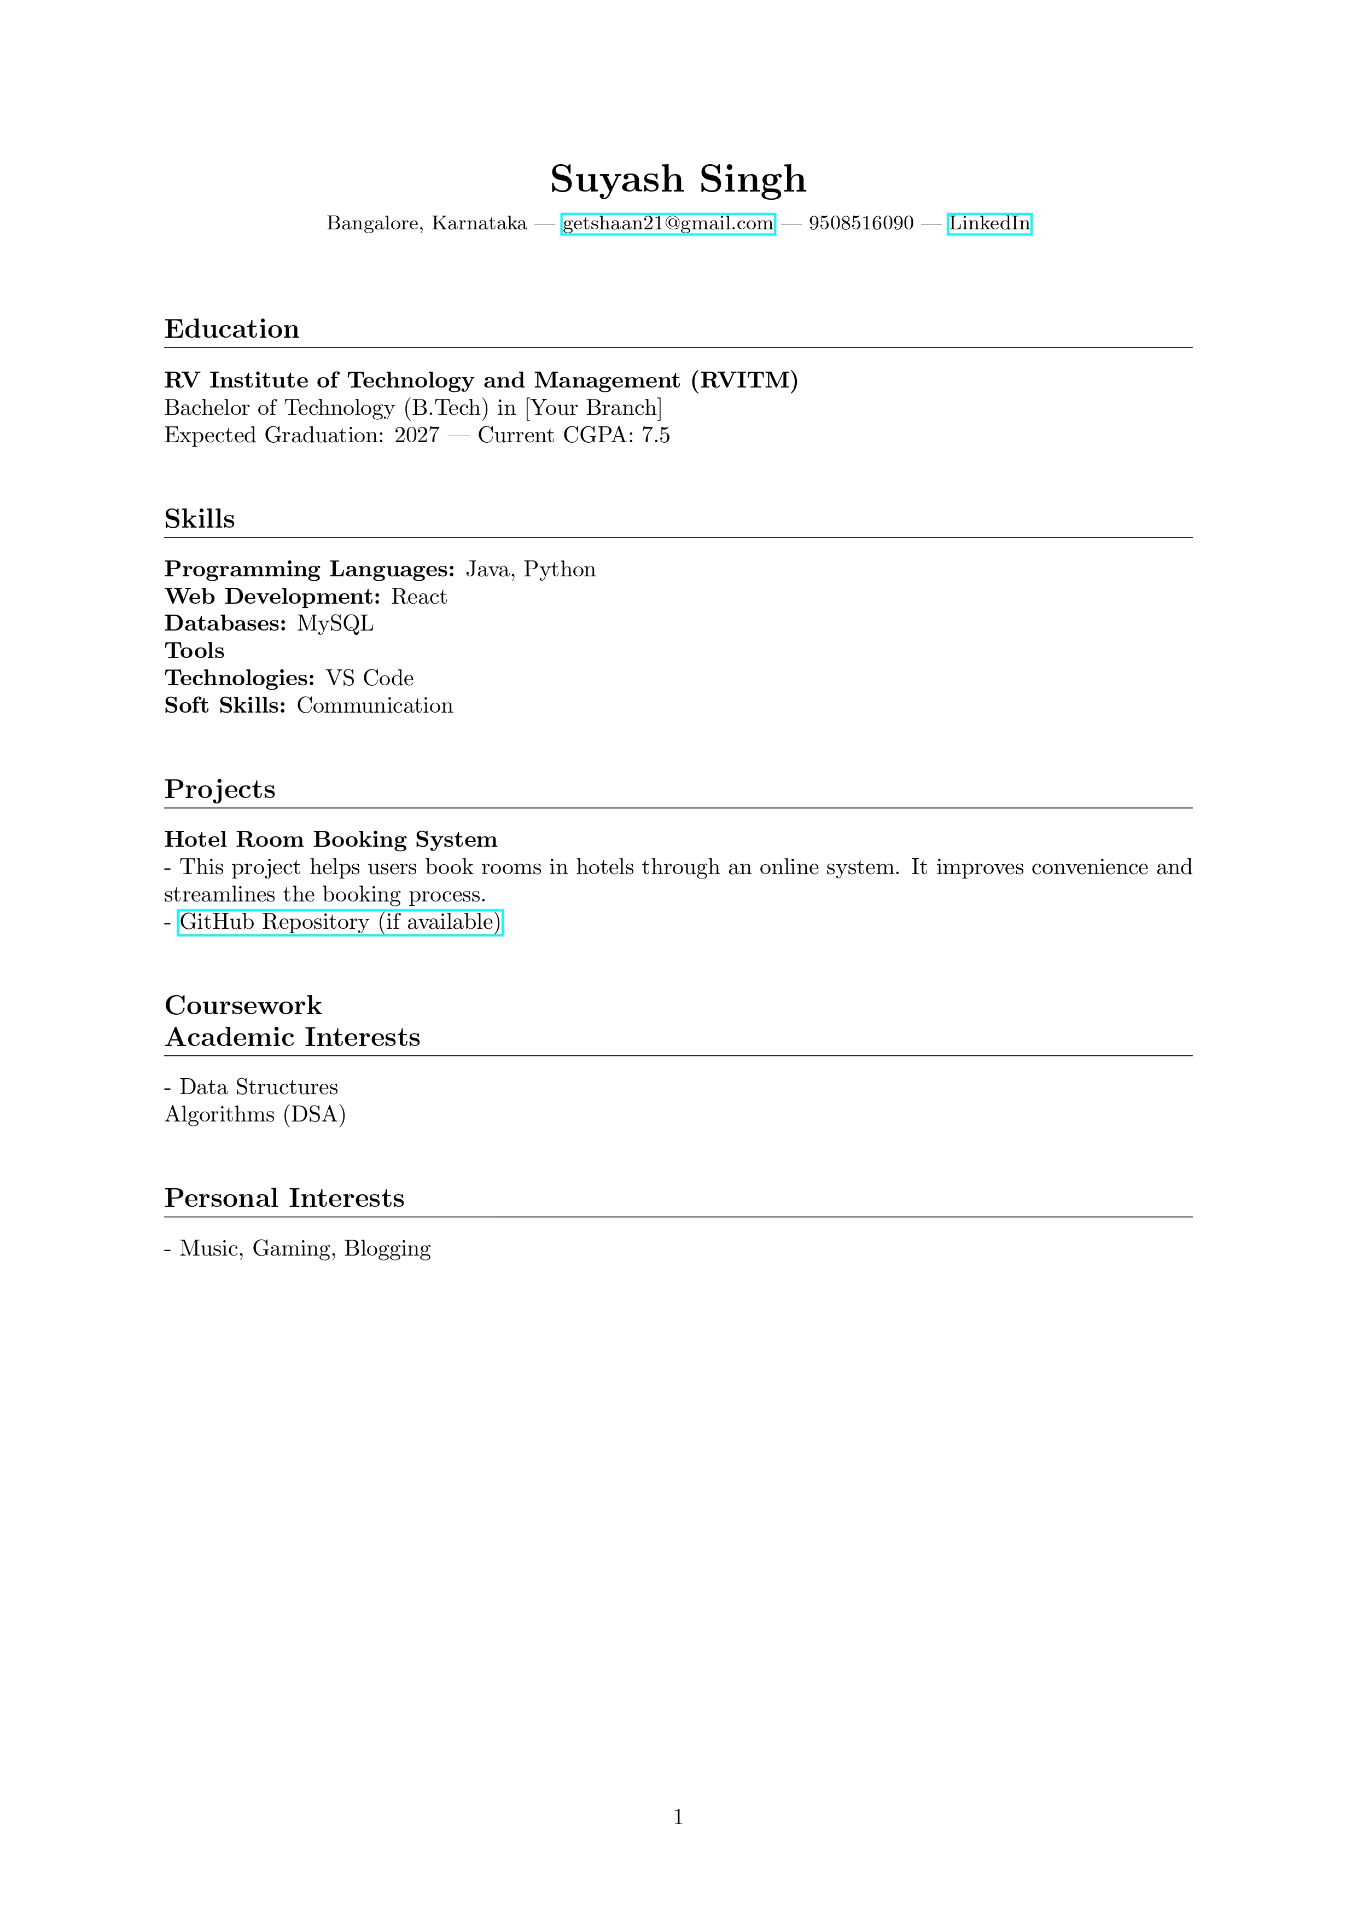 Suyash Singh
Bangalore, Karnataka — getshaan21@gmail.com — 9508516090 — LinkedIn
Education
RV Institute of Technology and Management (RVITM)
Bachelor of Technology (B.Tech) in [Your Branch]
Expected Graduation: 2027 — Current CGPA: 7.5
Skills
Programming Languages: Java, Python
Web Development: React
Databases: MySQL
Tools
Technologies: VS Code
Soft Skills: Communication
Projects
Hotel Room Booking System
- This project helps users book rooms in hotels through an online system. It improves convenience and
streamlines the booking process.
- GitHub Repository (if available)
Coursework
Academic Interests
- Data Structures
Algorithms (DSA)
Personal Interests
- Music, Gaming, Blogging
1